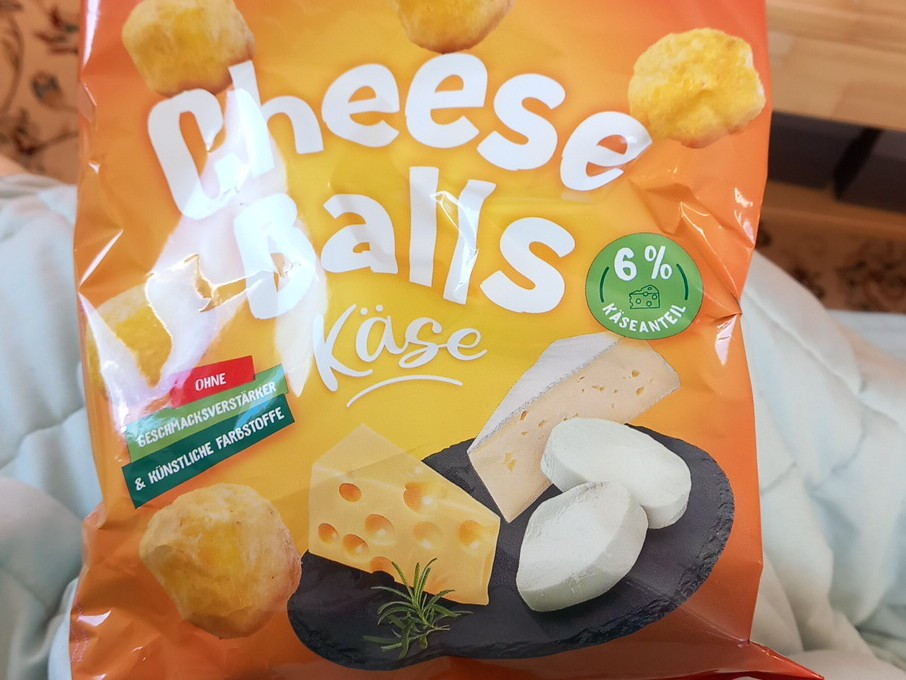 Cheese
Balls
Käse
6 %
KÄSEANTEIL
OHNE
GESCHMACKSVERSTÄRKER
& KÜNSTLICHE FARBSTOFFE